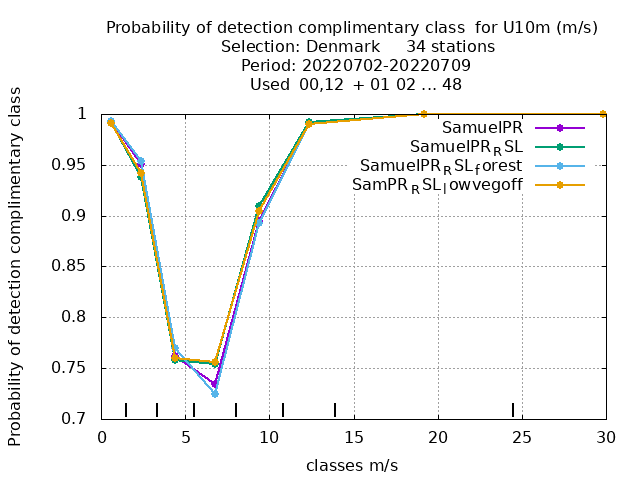 Probability of detection complimentary class for U10m (m/s)
Selection: Denmark 34 stations
Period: 20220702-20220709
Used 00,12 + 01 02 ... 48
Probability of detection complimentary class
1
0.95
0.9
0.85
0.8
0.75
0.7
SamuelPR
SamuelPR_RSL
SamuelPR_RSL_forest
SamPR_RSL_lowvegoff
0 5 10 15 20 25 30
classes m/s